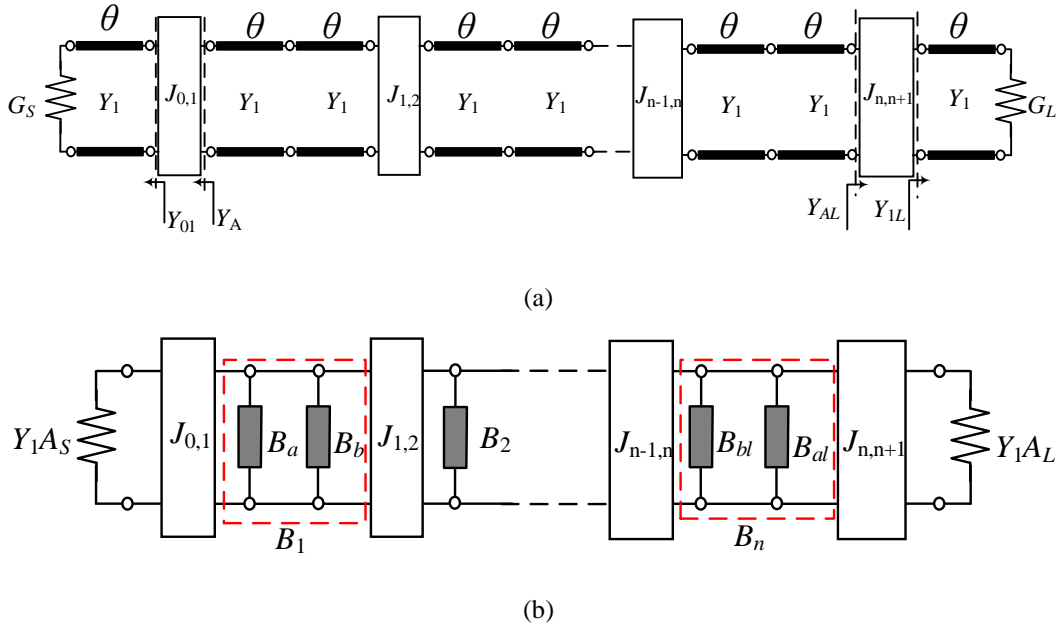 θ θ θ θ θ θ θ θ
G_S Y_1 J_{0,1} Y_1 Y_1 J_{1,2} Y_1 Y_1 J_{n-1,n} Y_1 Y_1 J_{n,n+1} Y_1 G_L
Y_{01} Y_A Y_{AL} Y_{1L}
(a)
Y_1A_S J_{0,1} B_a B_b J_{1,2} B_2 J_{n-1,n} B_{bl} B_{al} J_{n,n+1} Y_1A_L
B_1 B_n
(b)